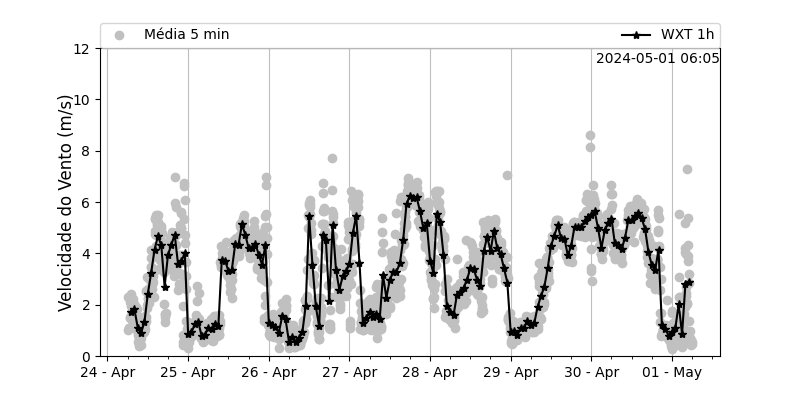 Média 5 min
WXT 1h
2024-05-01 06:05
Velocidade do Vento (m/s)
12
10
8
6
4
2
0
24 - Apr
25 - Apr
26 - Apr
27 - Apr
28 - Apr
29 - Apr
30 - Apr
01 - May